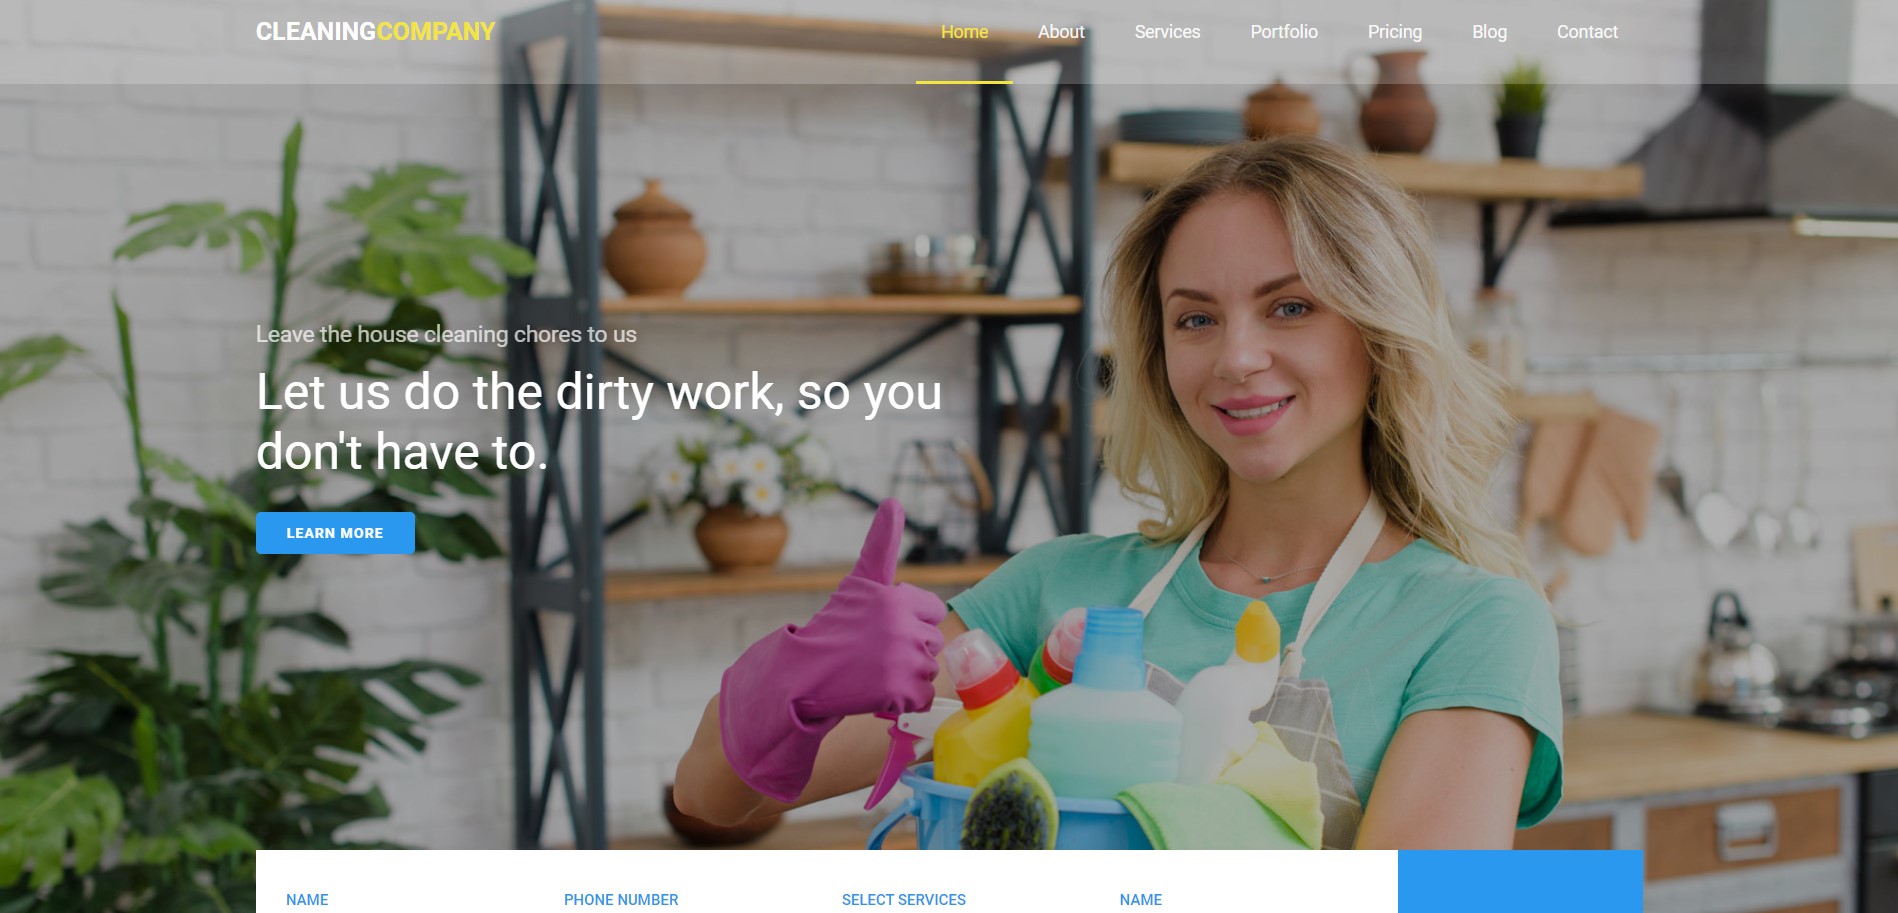 CLEANINGCOMPANY
Home About Services Portfolio Pricing Blog Contact
Leave the house cleaning chores to us
Let us do the dirty work, so you
don't have to.
LEARN MORE
NAME PHONE NUMBER SELECT SERVICES NAME